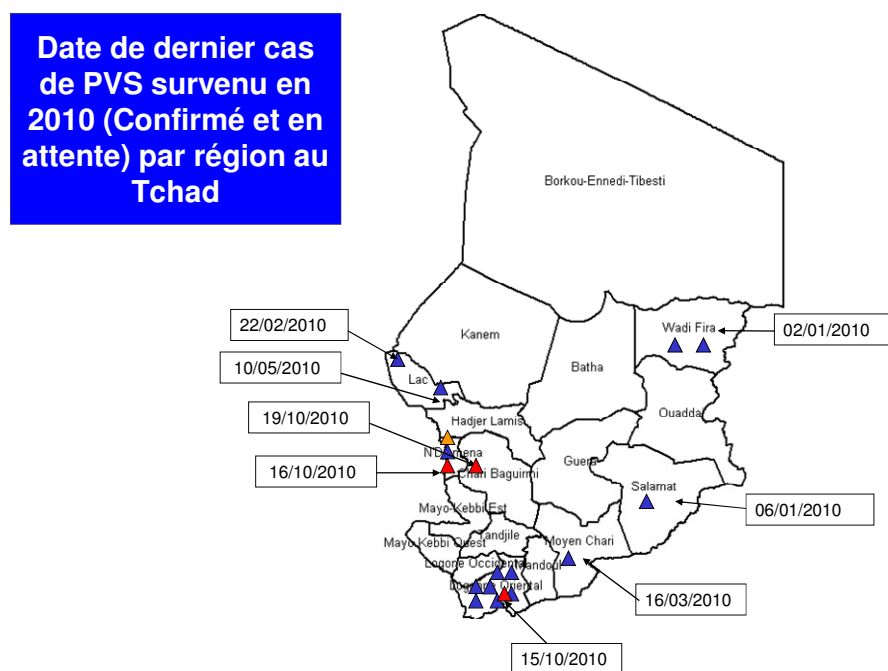 Date de dernier cas
de PVS survenu en
2010 (Confirmé et en
attente) par région au
Tchad
Borkou-Ennedi-Tibesti
22/02/2010
Kanem
Wadi Fira
02/01/2010
10/05/2010
Lac
Batha
19/10/2010
Hadjer Lamis
Ouaddai
N'Djamena
16/10/2010
Chari Baguirmi
Guera
Salamat
06/01/2010
Mayo-Kebbi Est
Mayo Kebbi Ouest
Tandjile
Moyen Chari
Logone Occidental
Mandoul
Logone Oriental
16/03/2010
15/10/2010